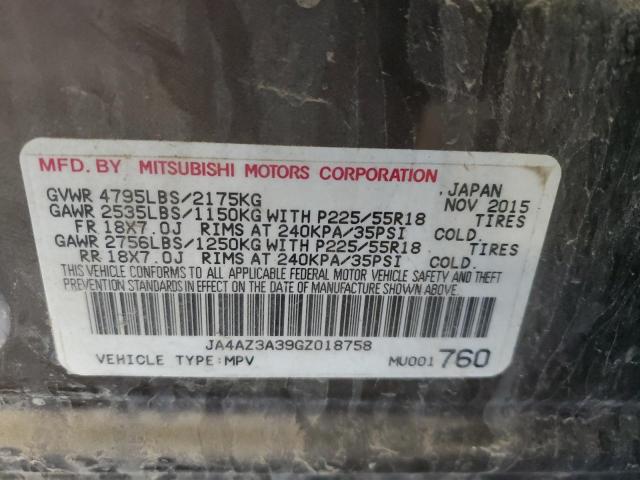 MFD. BY MITSUBISHI MOTORS CORPORATION
GVWR 4795LBS/2175KG JAPAN
GAWR 2535LBS/1150KG WITH P225/55R18 NOV 2015
FR 18X7.0J RIMS AT 240KPA/35PSI COLD. TIRES
GAWR 2756LBS/1250KG WITH P225/55R18
RR 18X7.0J RIMS AT 240KPA/35PSI COLD. TIRES
THIS VEHICLE CONFORMS TO ALL APPLICABLE FEDERAL MOTOR VEHICLE SAFETY AND THEFT
PREVENTION STANDARDS IN EFFECT ON THE DATE OF MANUFACTURE SHOWN ABOVE.
JA4AZ3A39GZ018758
VEHICLE TYPE:MPV MU001760